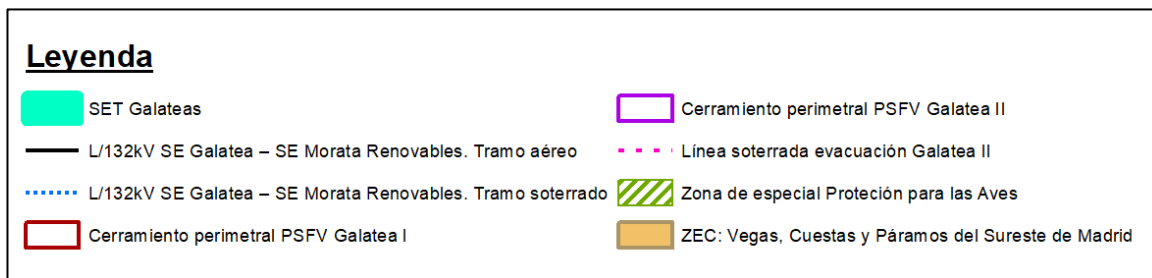 Leyenda
SET Galateas
L/132kV SE Galatea – SE Morata Renovables. Tramo aéreo
L/132kV SE Galatea – SE Morata Renovables. Tramo soterrado
Cerramiento perimetral PSFV Galatea I
Cerramiento perimetral PSFV Galatea II
Línea soterrada evacuación Galatea II
Zona de especial Proteción para las Aves
ZEC: Vegas, Cuestas y Páramos del Sureste de Madrid